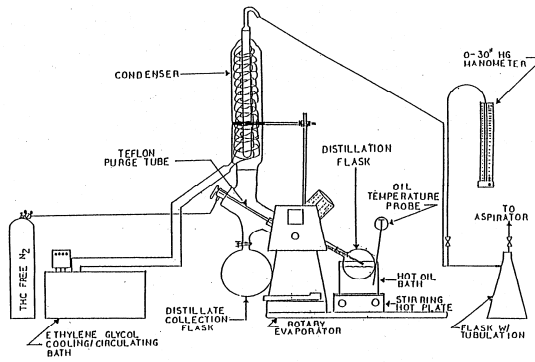 0-30" HG
MANOMETER
CONDENSER
TEFLON
PURGE TUBE
DISTILLATION
FLASK
OIL
TEMPERATURE
PROBE
TO
ASPIRATOR
THC FREE N2
HOT OIL
BATH
STIRRING
HOT PLATE
DISTILLATE
COLLECTION
FLASK
ROTARY
EVAPORATOR
FLASK W/
TUBULATION
ETHYLENE GLYCOL
COOLING/CIRCULATING
BATH